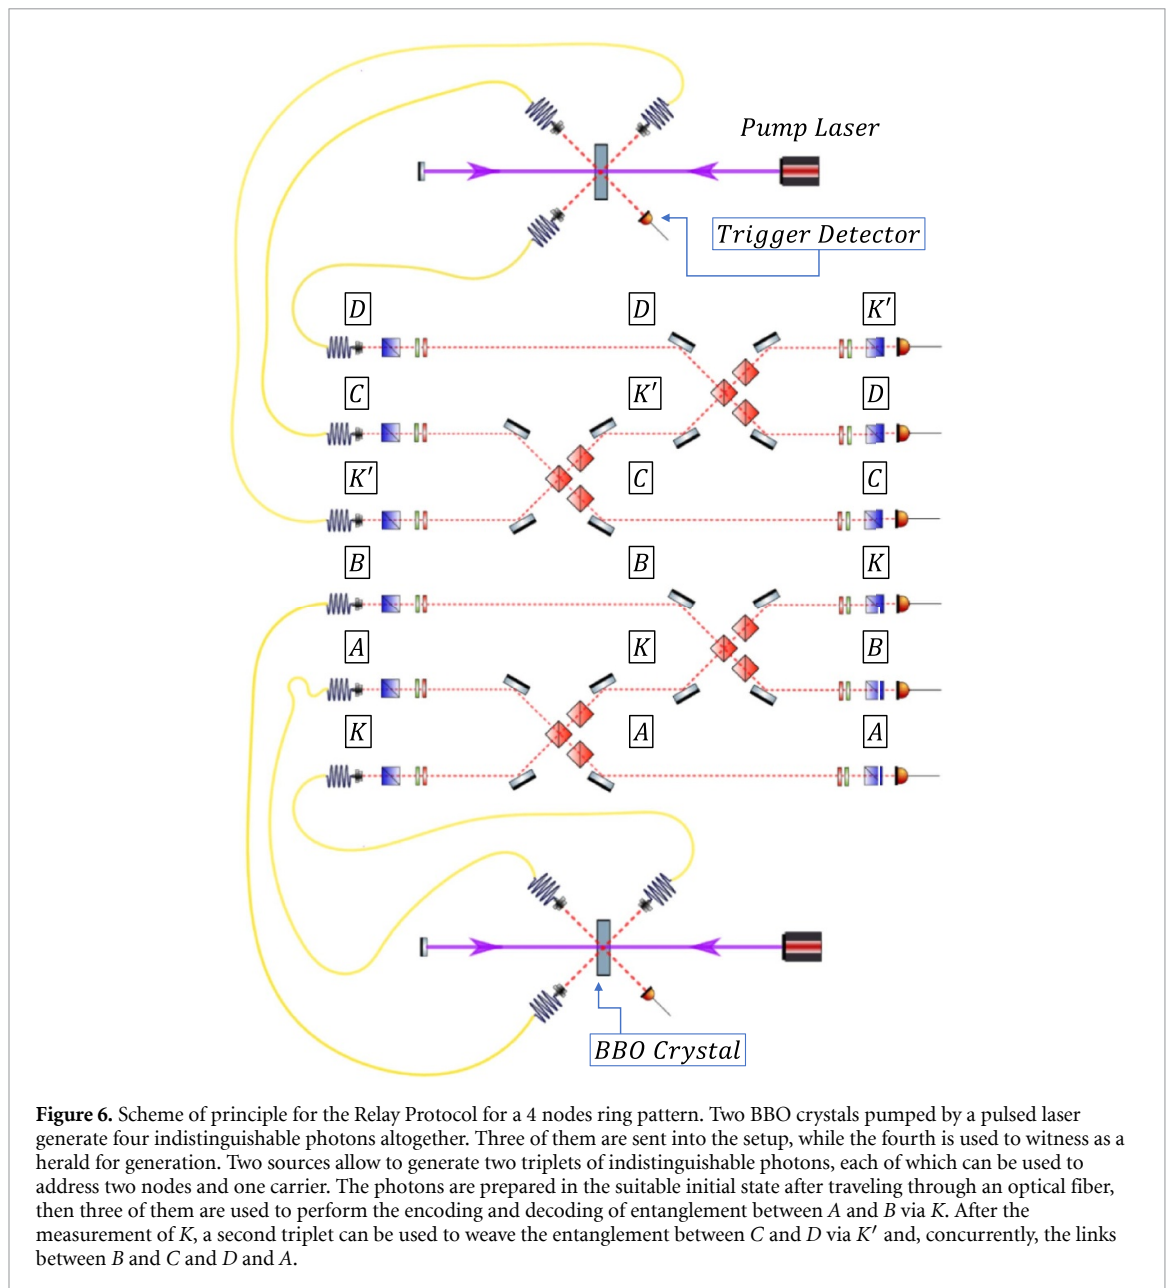 Pump Laser
Trigger Detector
D D K′
C K′ D
K′ C C
B B K
A K B
K A A
BBO Crystal
Figure 6. Scheme of principle for the Relay Protocol for a 4 nodes ring pattern. Two BBO crystals pumped by a pulsed laser
generate four indistinguishable photons altogether. Three of them are sent into the setup, while the fourth is used to witness as a
herald for generation. Two sources allow to generate two triplets of indistinguishable photons, each of which can be used to
address two nodes and one carrier. The photons are prepared in the suitable initial state after traveling through an optical fiber,
then three of them are used to perform the encoding and decoding of entanglement between A and B via K. After the
measurement of K, a second triplet can be used to weave the entanglement between C and D via K′ and, concurrently, the links
between B and C and D and A.